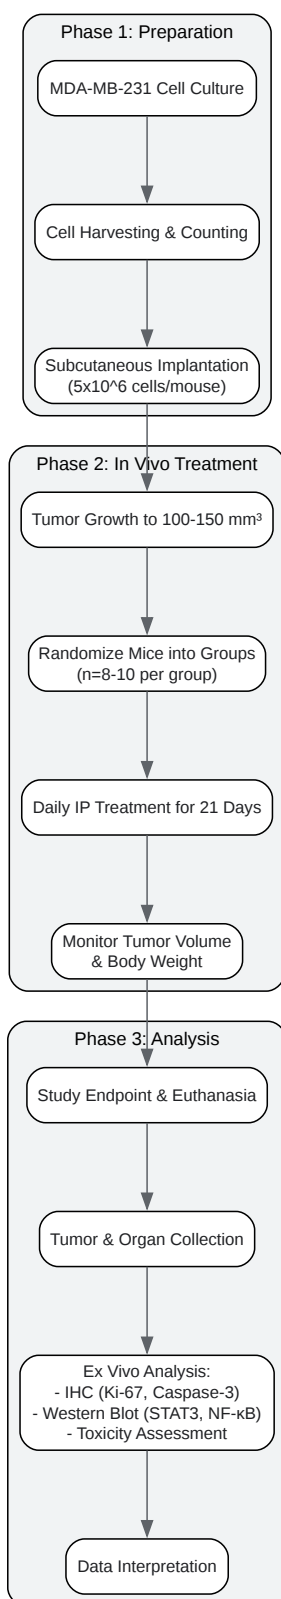 Phase 1: Preparation
MDA-MB-231 Cell Culture
Cell Harvesting & Counting
Subcutaneous Implantation
(5x10^6 cells/mouse)
Phase 2: In Vivo Treatment
Tumor Growth to 100-150 mm³
Randomize Mice into Groups
(n=8-10 per group)
Daily IP Treatment for 21 Days
Monitor Tumor Volume
& Body Weight
Phase 3: Analysis
Study Endpoint & Euthanasia
Tumor & Organ Collection
Ex Vivo Analysis:
- IHC (Ki-67, Caspase-3)
- Western Blot (STAT3, NF-κB)
- Toxicity Assessment
Data Interpretation